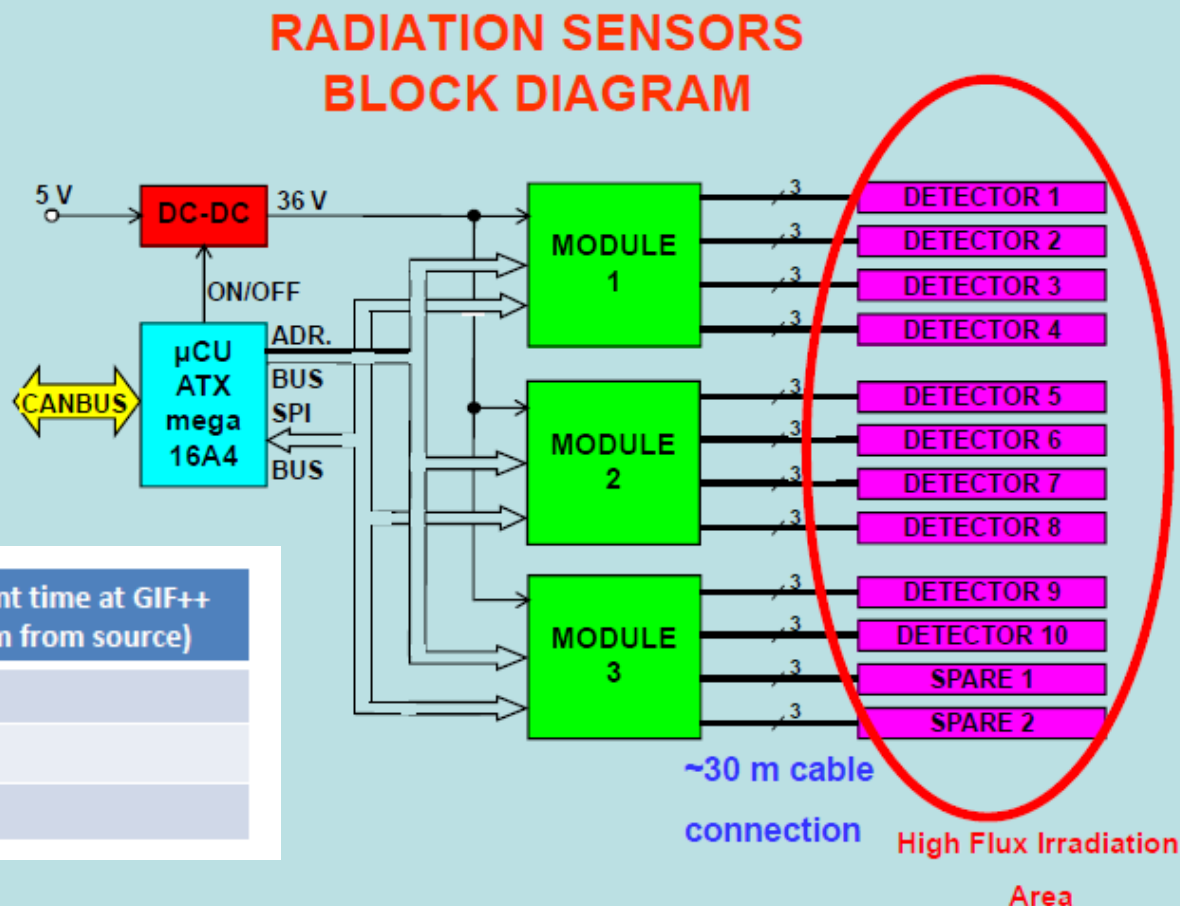 RADIATION SENSORS
BLOCK DIAGRAM
5 V
DC-DC
36 V
ON/OFF
µCU
ATX
mega
16A4
CANBUS
ADR.
BUS
SPI
BUS
MODULE
1
MODULE
2
MODULE
3
3
DETECTOR 1
3
DETECTOR 2
3
DETECTOR 3
3
DETECTOR 4
3
DETECTOR 5
3
DETECTOR 6
3
DETECTOR 7
3
DETECTOR 8
3
DETECTOR 9
3
DETECTOR 10
3
SPARE 1
3
SPARE 2
time at GIF++
from source)
~30 m cable
connection
High Flux Irradiation
Area